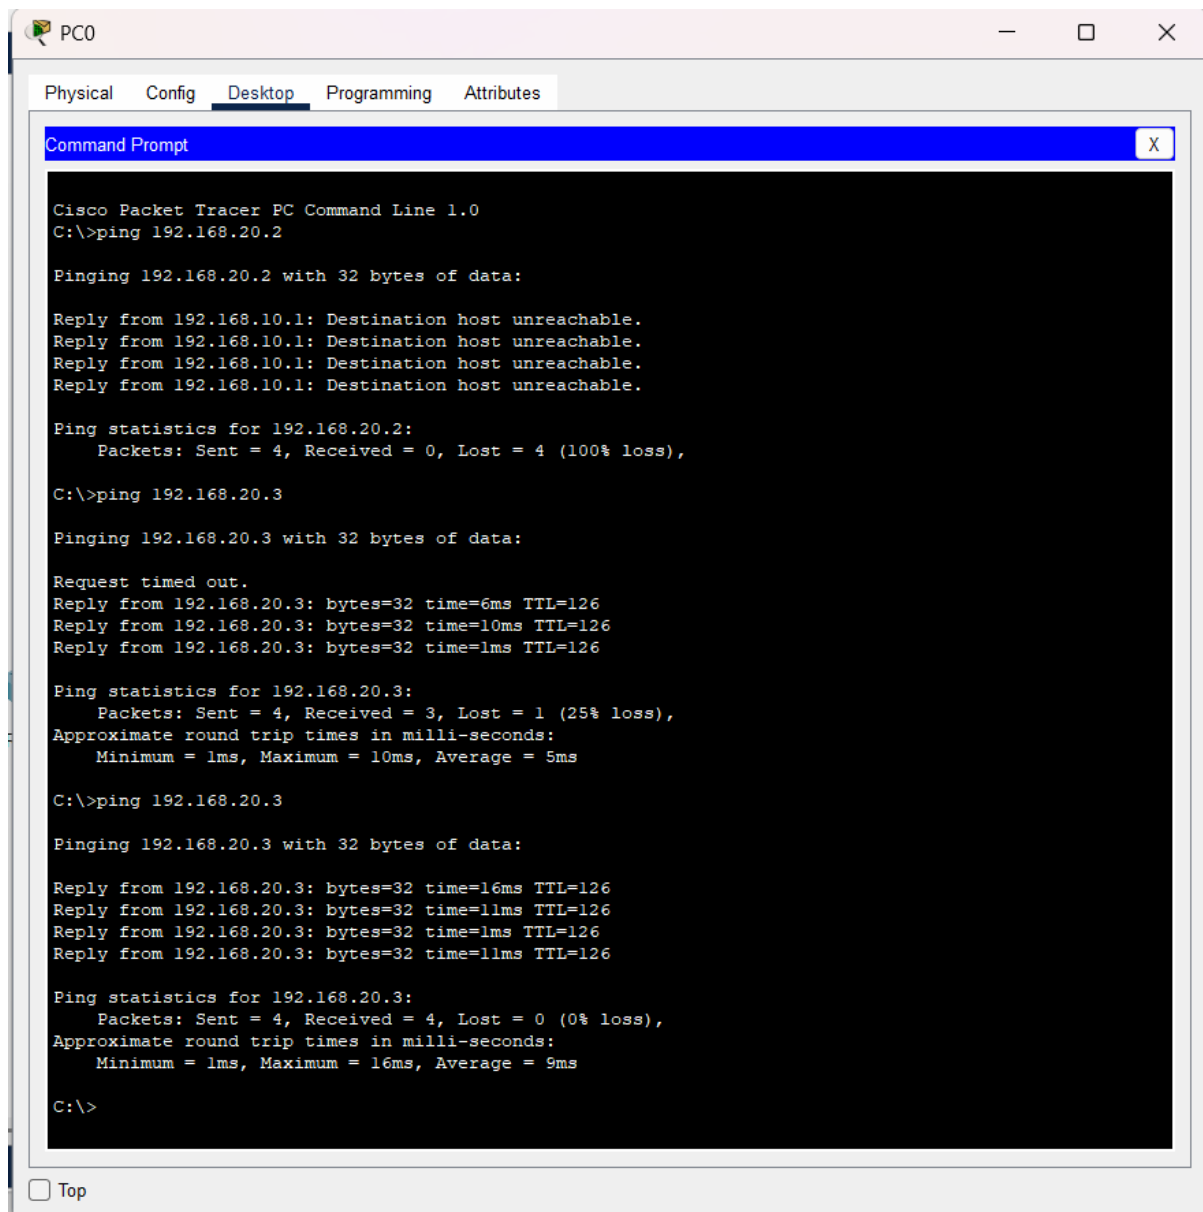 PC0
Physical Config Desktop Programming Attributes
Command Prompt X
Cisco Packet Tracer PC Command Line 1.0
C:\>ping 192.168.20.2
Pinging 192.168.20.2 with 32 bytes of data:
Reply from 192.168.10.1: Destination host unreachable.
Reply from 192.168.10.1: Destination host unreachable.
Reply from 192.168.10.1: Destination host unreachable.
Reply from 192.168.10.1: Destination host unreachable.
Ping statistics for 192.168.20.2:
Packets: Sent = 4, Received = 0, Lost = 4 (100% loss),
C:\>ping 192.168.20.3
Pinging 192.168.20.3 with 32 bytes of data:
Request timed out.
Reply from 192.168.20.3: bytes=32 time=6ms TTL=126
Reply from 192.168.20.3: bytes=32 time=10ms TTL=126
Reply from 192.168.20.3: bytes=32 time=1ms TTL=126
Ping statistics for 192.168.20.3:
Packets: Sent = 4, Received = 3, Lost = 1 (25% loss),
Approximate round trip times in milli-seconds:
Minimum = 1ms, Maximum = 10ms, Average = 5ms
C:\>ping 192.168.20.3
Pinging 192.168.20.3 with 32 bytes of data:
Reply from 192.168.20.3: bytes=32 time=16ms TTL=126
Reply from 192.168.20.3: bytes=32 time=11ms TTL=126
Reply from 192.168.20.3: bytes=32 time=1ms TTL=126
Reply from 192.168.20.3: bytes=32 time=11ms TTL=126
Ping statistics for 192.168.20.3:
Packets: Sent = 4, Received = 4, Lost = 0 (0% loss),
Approximate round trip times in milli-seconds:
Minimum = 1ms, Maximum = 16ms, Average = 9ms
C:\>
Top